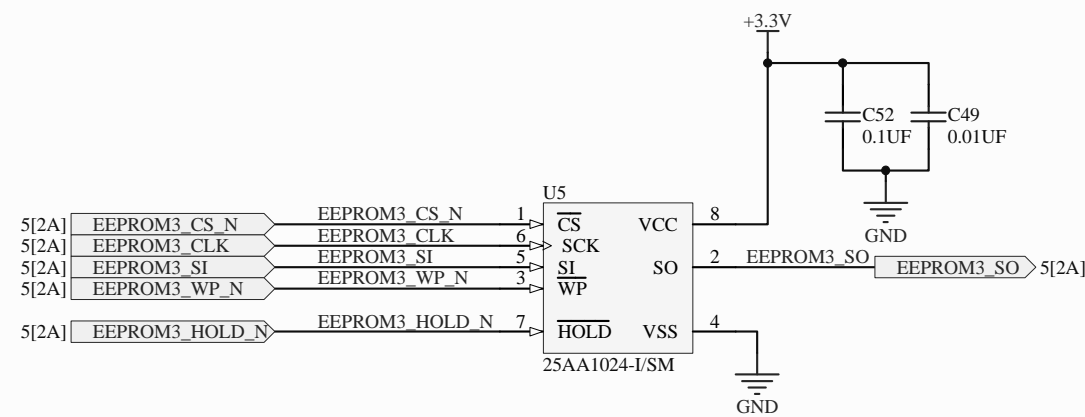 +3.3V
C52
0.1UF
C49
0.01UF
GND
U5
5[2A] EEPROM3_CS_N EEPROM3_CS_N 1 CS VCC 8
5[2A] EEPROM3_CLK EEPROM3_CLK 6 SCK
5[2A] EEPROM3_SI EEPROM3_SI 5 SI SO 2 EEPROM3_SO EEPROM3_SO 5[2A]
5[2A] EEPROM3_WP_N EEPROM3_WP_N 3 WP
5[2A] EEPROM3_HOLD_N EEPROM3_HOLD_N 7 HOLD VSS 4
25AA1024-I/SM
GND